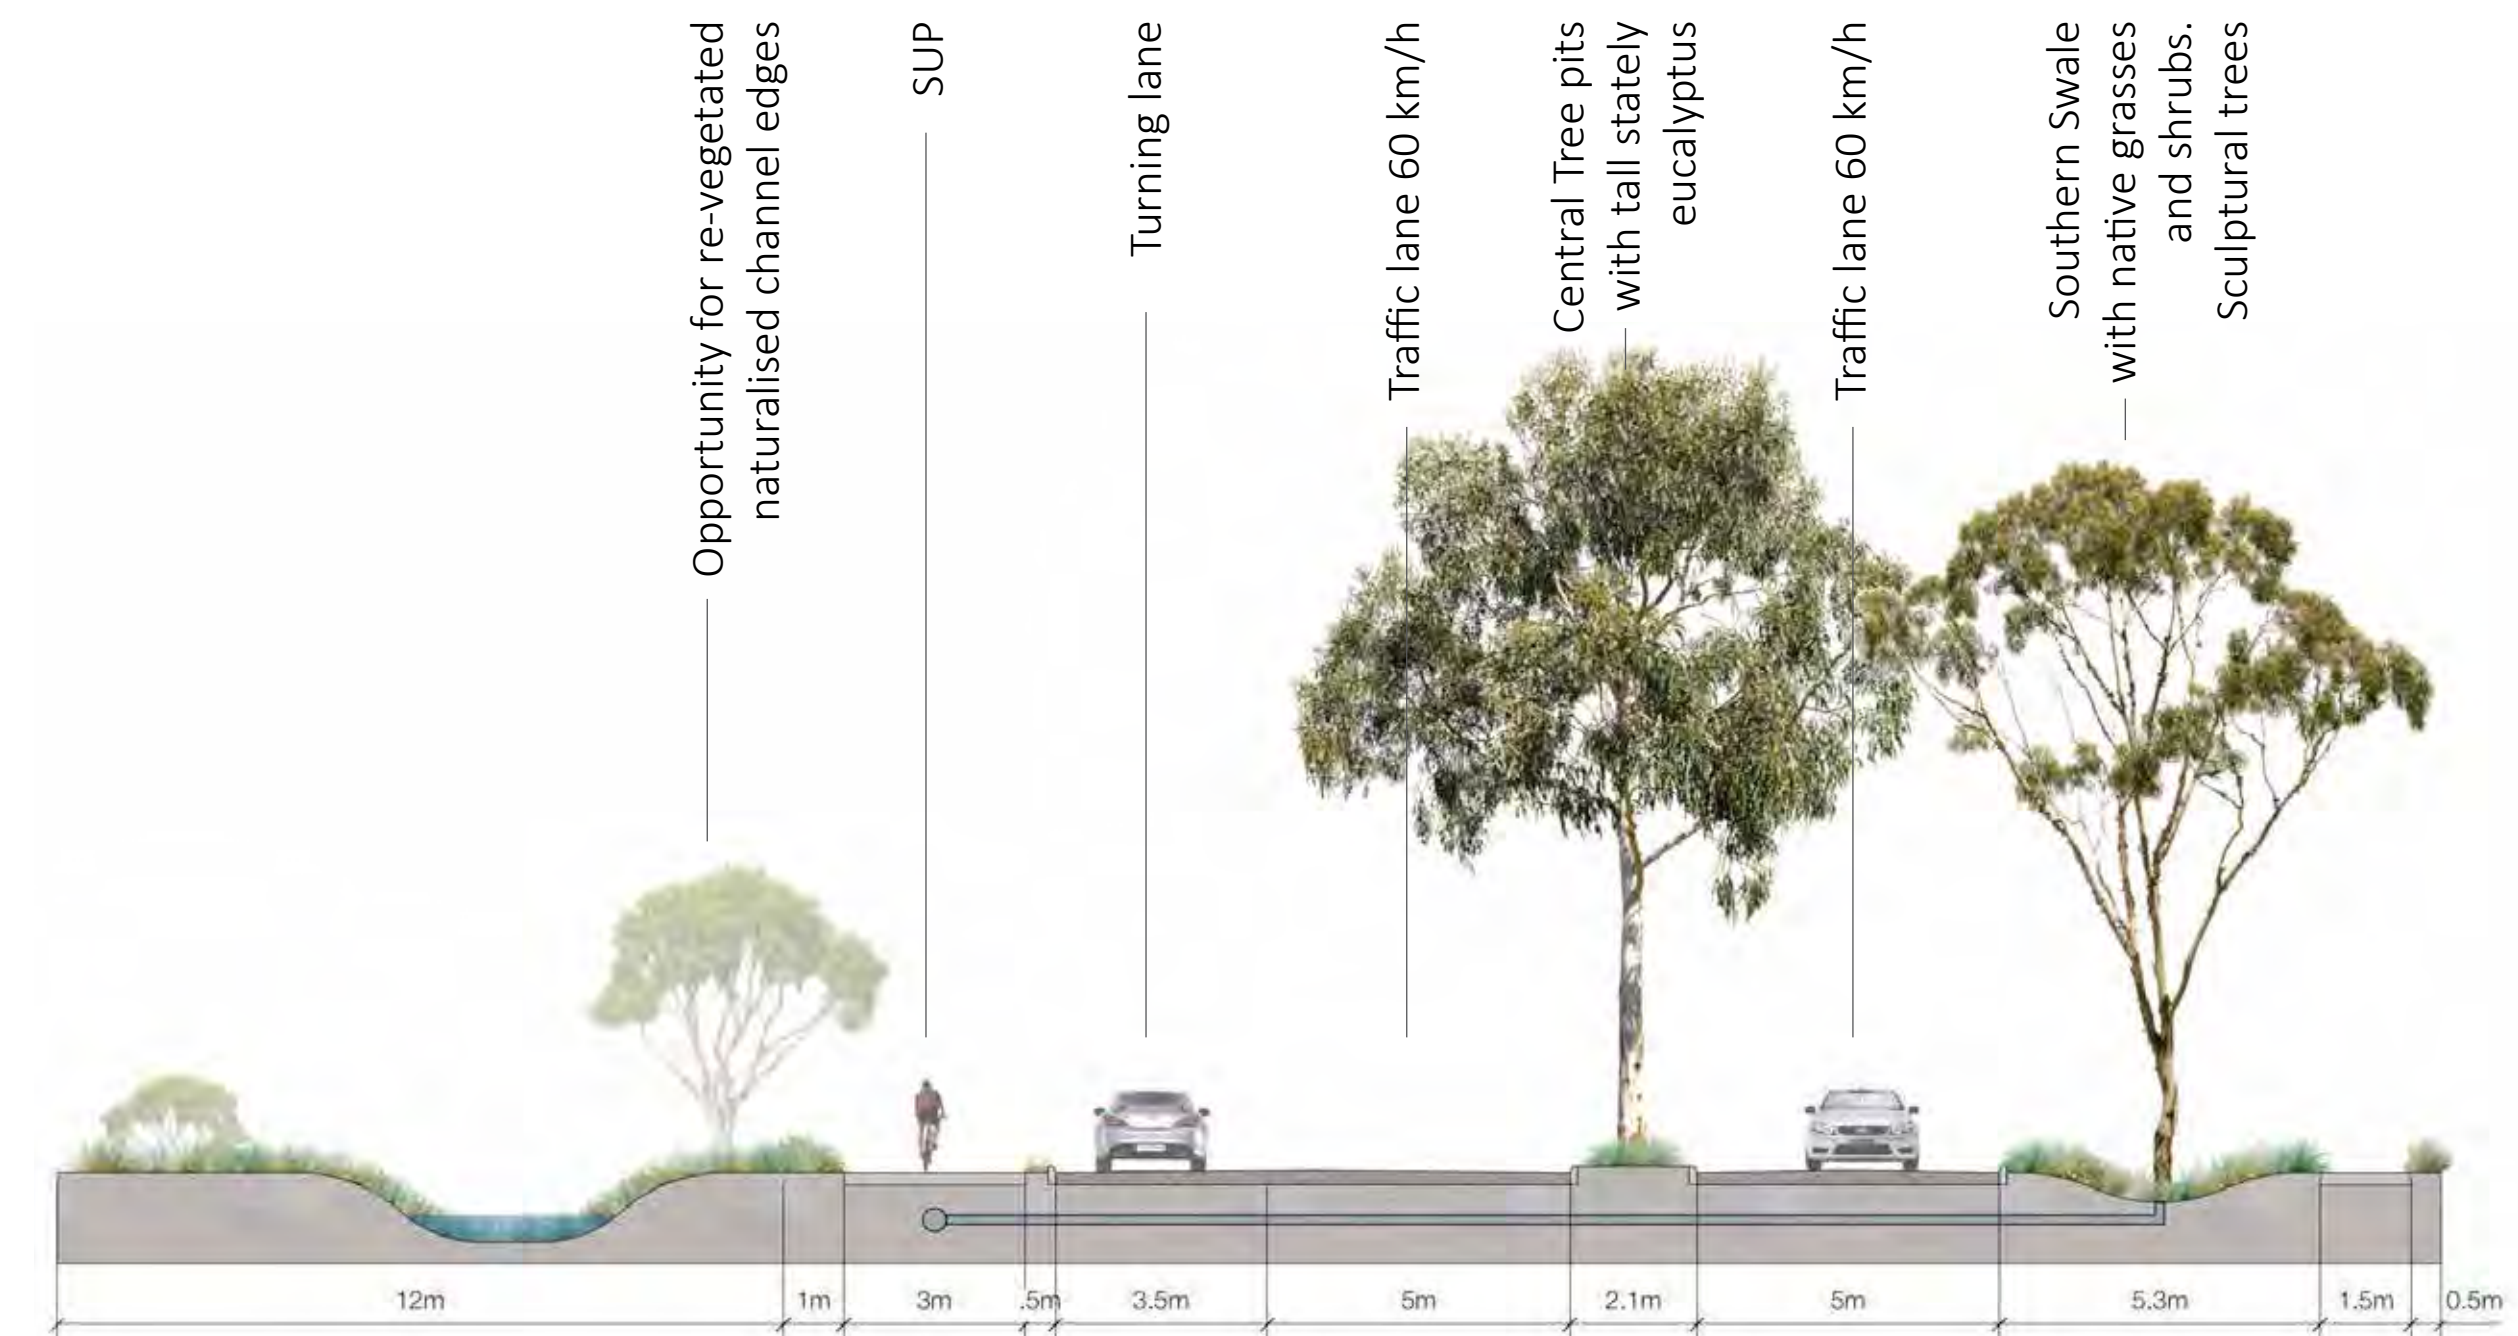 Opportunity for re-vegetated
naturalised channel edges
SUP
Turning lane
Traffic lane 60 km/h
Central Tree pits
with tall stately
eucalyptus
Traffic lane 60 km/h
Southern Swale
with native grasses
and shrubs.
Sculptural trees
12m
1m
3m
.5m
3.5m
5m
2.1m
5m
5.3m
1.5m
0.5m